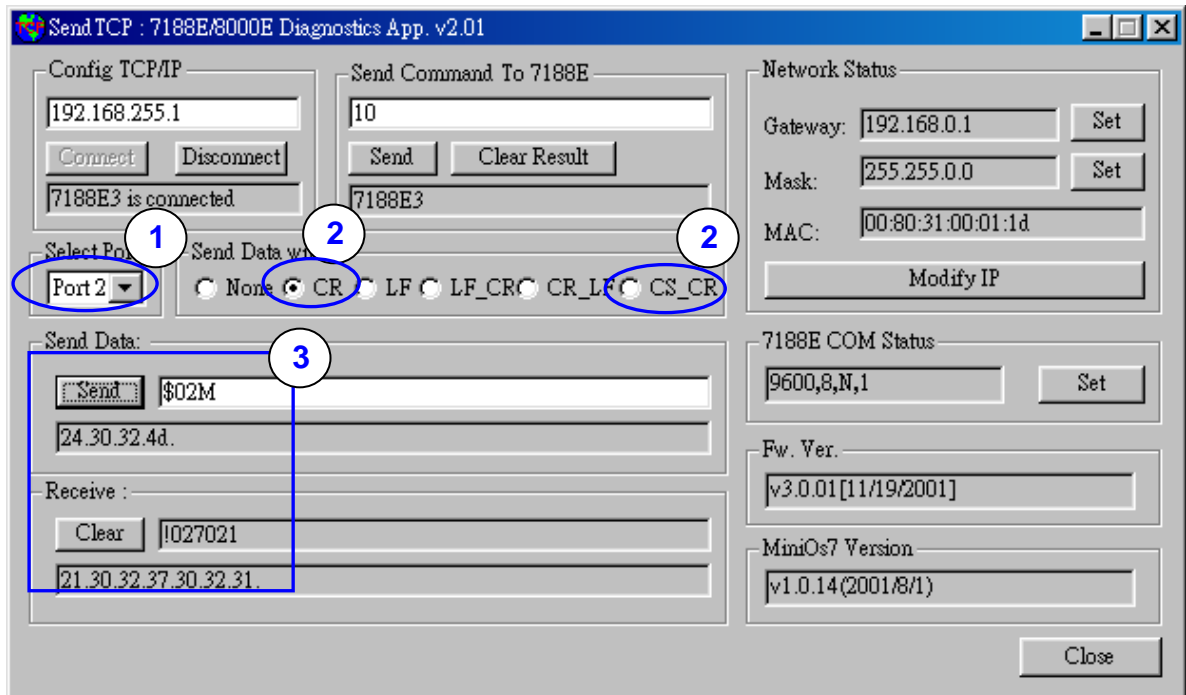 SendTCP : 7188E/8000E Diagnostics App. v2.01
Config TCP/IP
192.168.255.1
Connect Disconnect
7188E3 is connected
Send Command To 7188E
10
Send Clear Result
7188E3
Network Status
Gateway: 192.168.0.1 Set
Mask: 255.255.0.0 Set
MAC: 00:80:31:00:01:1d
Modify IP
1
Select Po
Port 2
2
2
Send Data w
None CR LF LF_CR CR_LF CS_CR
3
Send Data:
Send $02M
24.30.32.4d.
Receive :
Clear !027021
21.30.32.37.30.32.31.
7188E COM Status
9600,8,N,1 Set
Fw. Ver.
v3.0.01[11/19/2001]
MiniOs7 Version
v1.0.14(2001/8/1)
Close